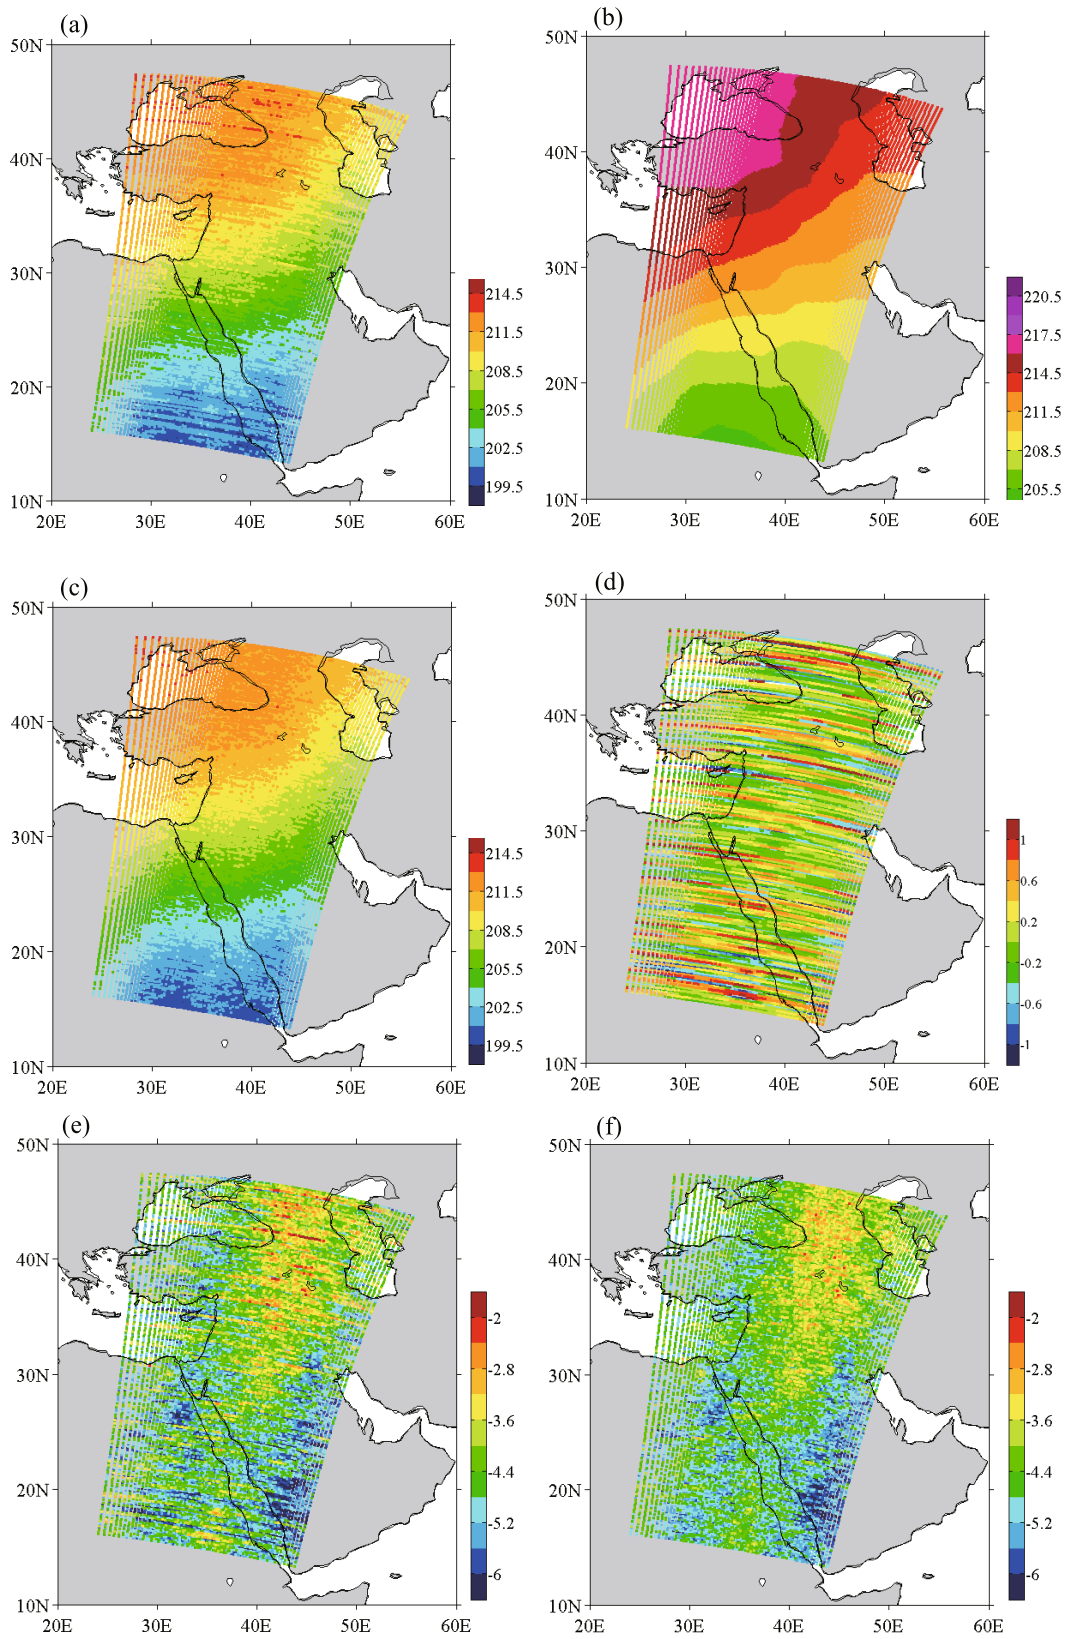 (a) (b)
50N 50N
40N 40N
30N 30N
20N 20N
10N 10N
20E 30E 40E 50E 60E 20E 30E 40E 50E 60E
214.5
211.5
208.5
205.5
202.5
199.5
220.5
217.5
214.5
211.5
208.5
205.5
(c) (d)
50N 50N
40N 40N
30N 30N
20N 20N
10N 10N
20E 30E 40E 50E 60E 20E 30E 40E 50E 60E
214.5
211.5
208.5
205.5
202.5
199.5
1
0.6
0.2
-0.2
-0.6
-1
(e) (f)
50N 50N
40N 40N
30N 30N
20N 20N
10N 10N
20E 30E 40E 50E 60E 20E 30E 40E 50E 60E
-2
-2.8
-3.6
-4.4
-5.2
-6
-2
-2.8
-3.6
-4.4
-5.2
-6